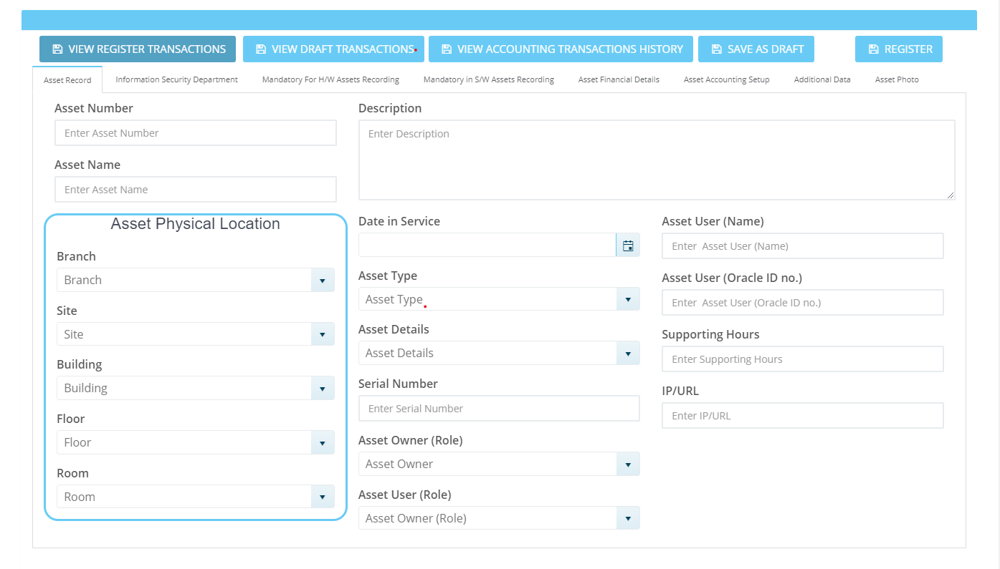 VIEW REGISTER TRANSACTIONS
VIEW DRAFT TRANSACTIONS
VIEW ACCOUNTING TRANSACTIONS HISTORY
SAVE AS DRAFT
REGISTER
Asset Record
Information Security Department
Mandatory For H/W Assets Recording
Mandatory in S/W Assets Recording
Asset Financial Details
Asset Accounting Setup
Additional Data
Asset Photo
Asset Number
Enter Asset Number
Asset Name
Enter Asset Name
Description
Enter Description
Asset Physical Location
Branch
Branch
Site
Site
Building
Building
Floor
Floor
Room
Room
Date in Service
Asset Type
Asset Type
Asset Details
Asset Details
Serial Number
Enter Serial Number
Asset Owner (Role)
Asset Owner
Asset User (Role)
Asset Owner (Role)
Asset User (Name)
Enter  Asset User (Name)
Asset User (Oracle ID no.)
Enter  Asset User (Oracle ID no.)
Supporting Hours
Enter Supporting Hours
IP/URL
Enter IP/URL